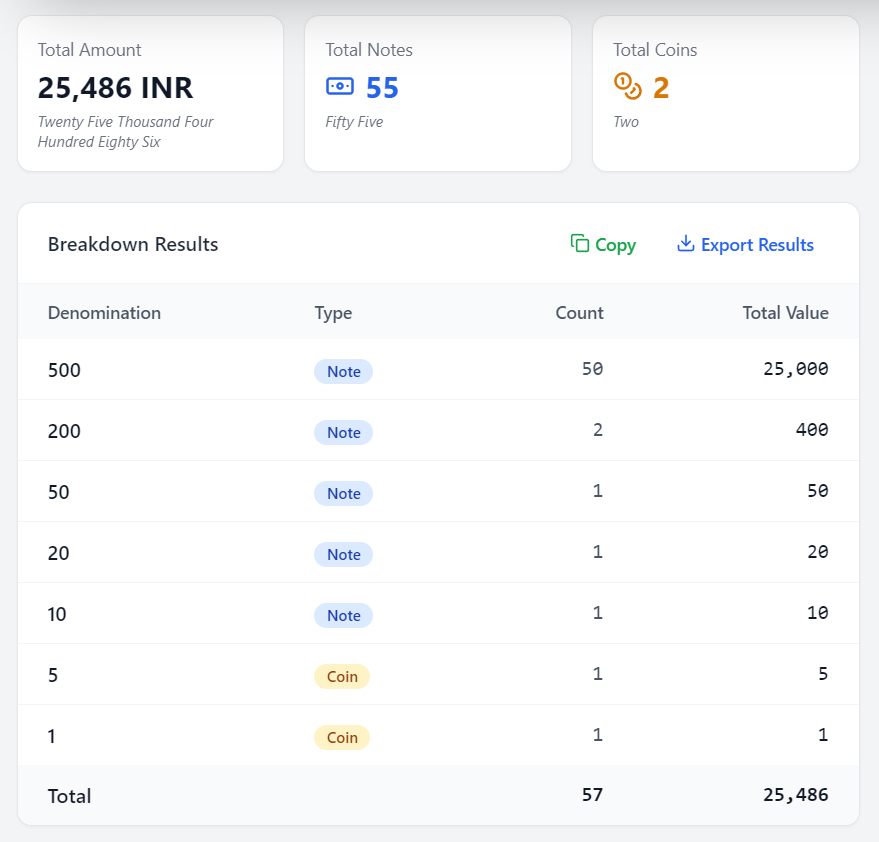 Total Amount
25,486 INR
Twenty Five Thousand Four
Hundred Eighty Six
Total Notes
55
Fifty Five
Total Coins
2
Two
Breakdown Results
Copy
Export Results
Denomination Type Count Total Value
500 Note 50 25,000
200 Note 2 400
50 Note 1 50
20 Note 1 20
10 Note 1 10
5 Coin 1 5
1 Coin 1 1
Total 57 25,486